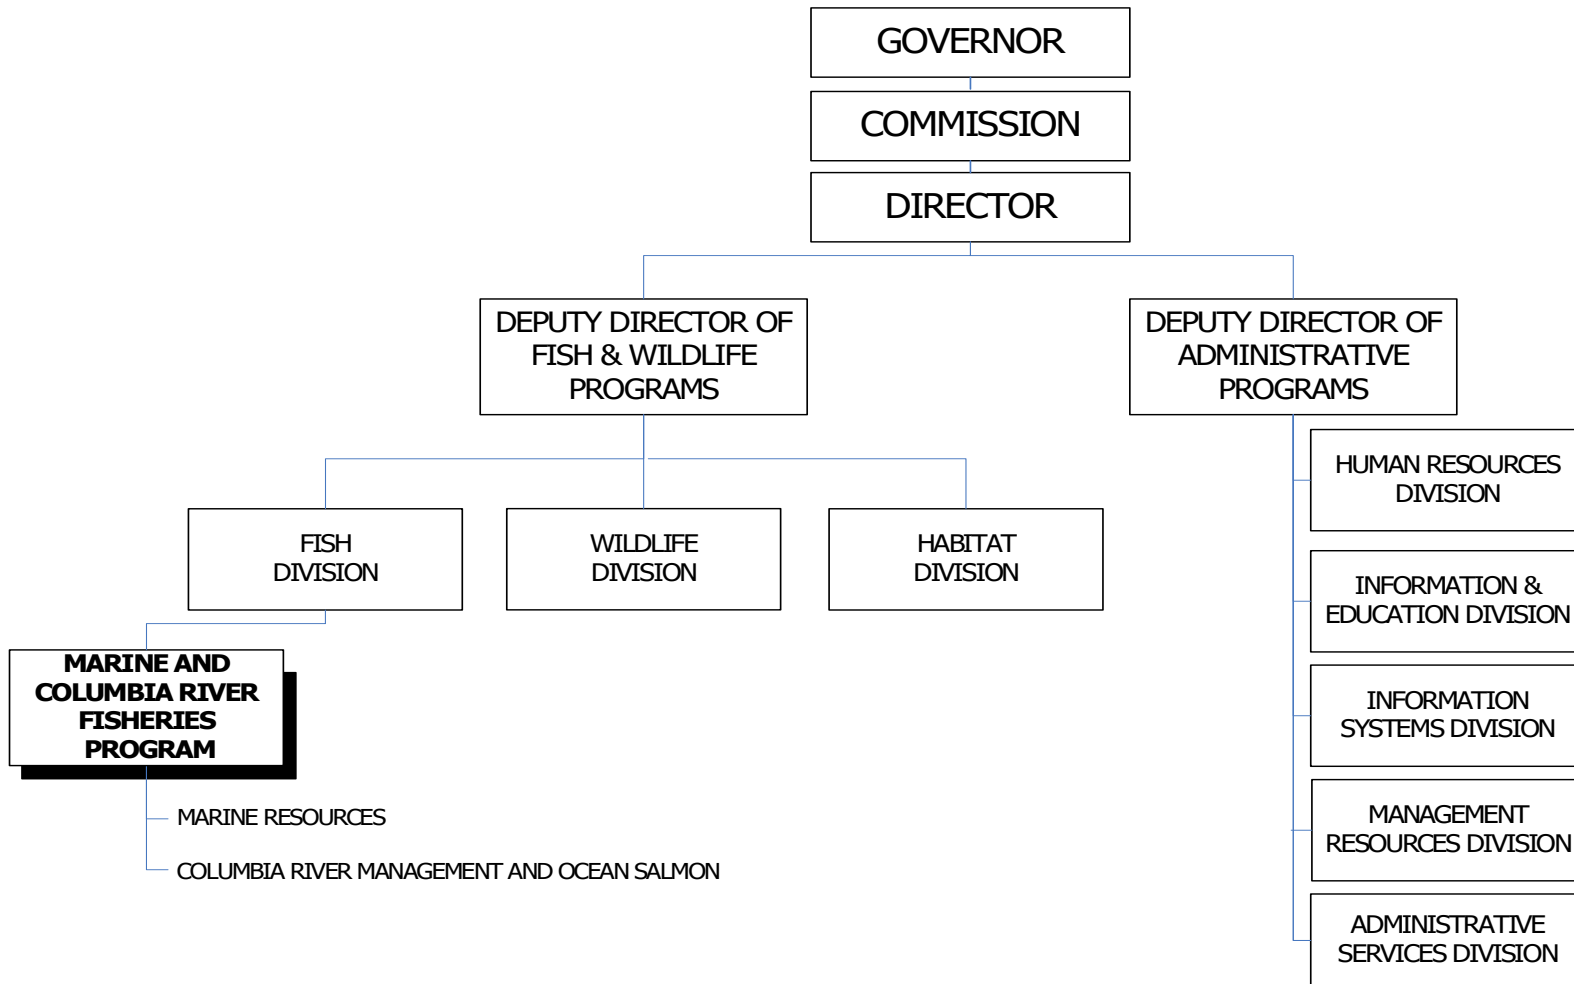 GOVERNOR
COMMISSION
DIRECTOR
DEPUTY DIRECTOR OF
FISH & WILDLIFE
PROGRAMS
DEPUTY DIRECTOR OF
ADMINISTRATIVE
PROGRAMS
FISH
DIVISION
WILDLIFE
DIVISION
HABITAT
DIVISION
MARINE AND
COLUMBIA RIVER
FISHERIES
PROGRAM
MARINE RESOURCES
COLUMBIA RIVER MANAGEMENT AND OCEAN SALMON
HUMAN RESOURCES
DIVISION
INFORMATION &
EDUCATION DIVISION
INFORMATION
SYSTEMS DIVISION
MANAGEMENT
RESOURCES DIVISION
ADMINISTRATIVE
SERVICES DIVISION